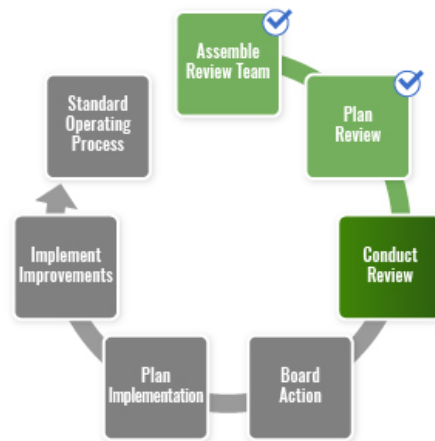 Assemble
Review Team
Plan
Review
Conduct
Review
Board
Action
Plan
Implementation
Implement
Improvements
Standard
Operating
Process